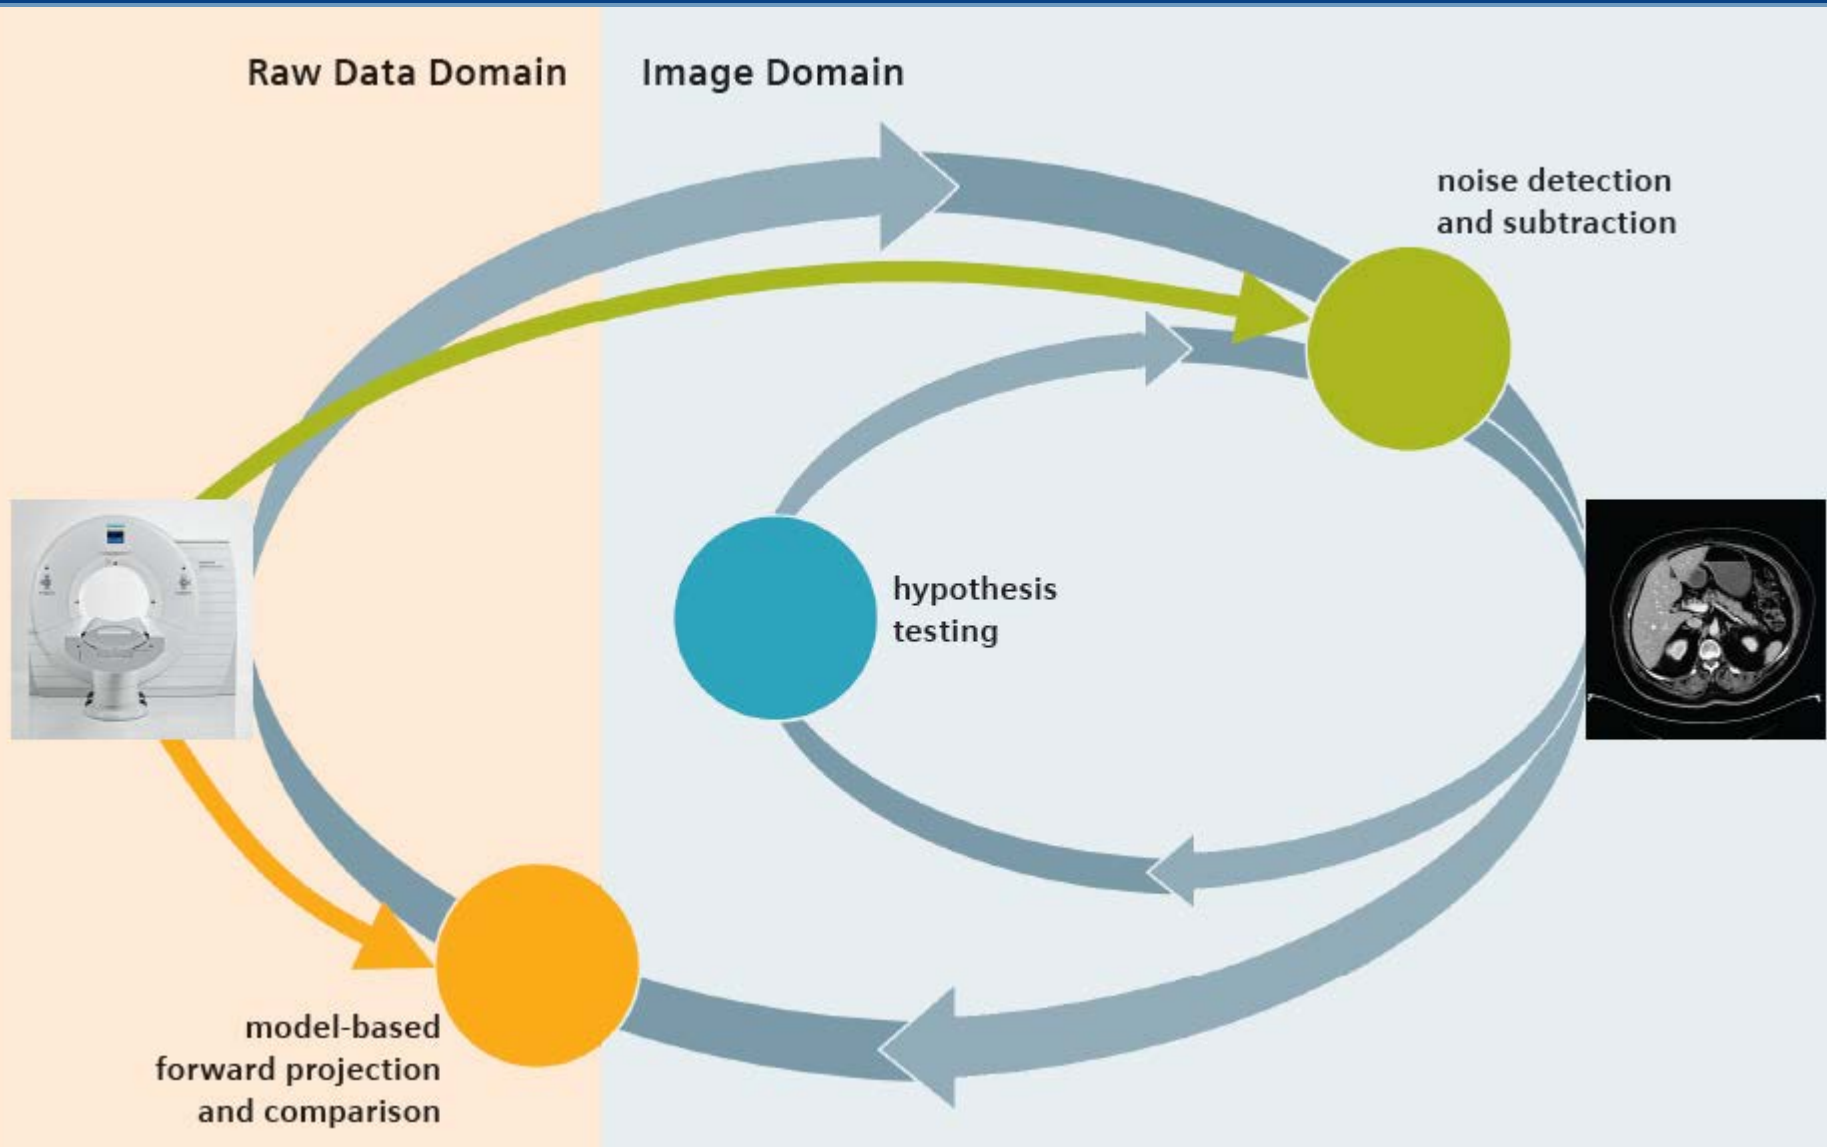 Raw Data Domain
Image Domain
noise detection
and subtraction
hypothesis
testing
model-based
forward projection
and comparison